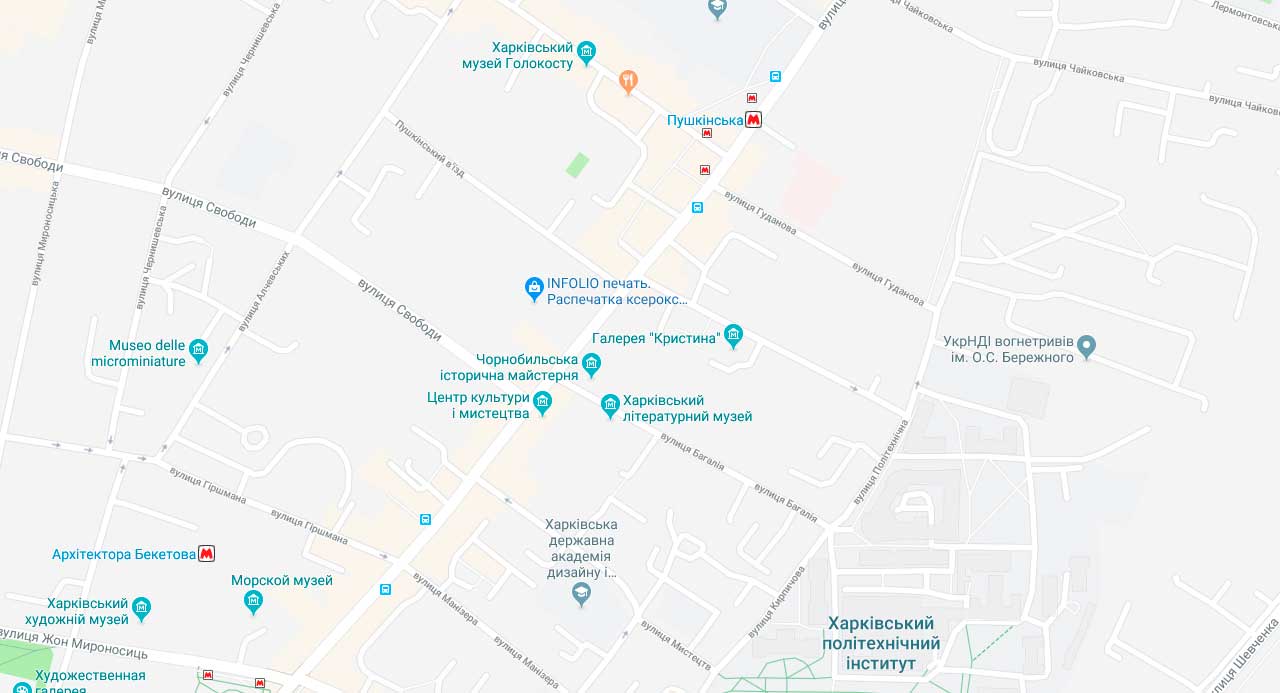 вулиця Чайковська
Лермонтовська
вулиця
вулиця Ми
вулиця Чернишевська
Харківський
музей Голокосту
вулиця Чайковська
вулиця Чайков
Пушкінська
Пушкінський в'їзд
я Свободи
вулиця Свободи
вулиця Мироносицька
вулиця Чернишевська
вулиця Алчевських
вулиця Гуданова
вулиця Гуданова
INFOLIO печать.
Распечатка ксерокс...
вулиця Свободи
Галерея "Кристина"
УкрНДІ вогнетривів
ім. О.С. Бережного
Museo delle
microminiature
Чорнобильська
історична майстерня
Центр культури
і мистецтва
Харківський
літературний музей
вулиця Багалія
вулиця Політехнічна
вулиця Багалія
вулиця Гіршмана
вулиця Гіршмана
Харківська
державна
академія
дизайну і...
Архітектора Бекетова
Морской музей
Харківський
художній музей
вулиця Манізера
вулиця Кирпичова
вулиця Жон Мироносиць
вулиця Манізера
вулиця Мистецтв
Харківський
політехнічний
інститут
улиця Шевченка
Художественная
галерея